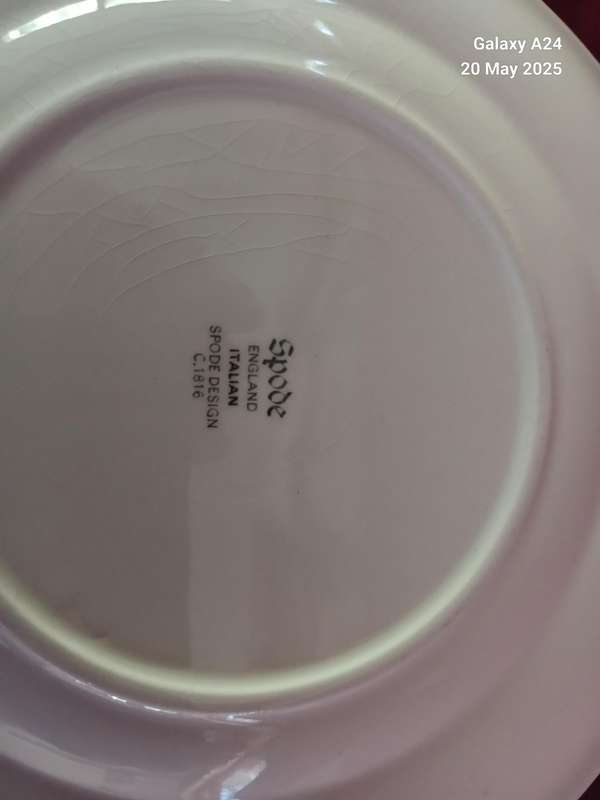 Galaxy A24
20 May 2025
Spode
ENGLAND
ITALIAN
SPODE DESIGN
C.1816